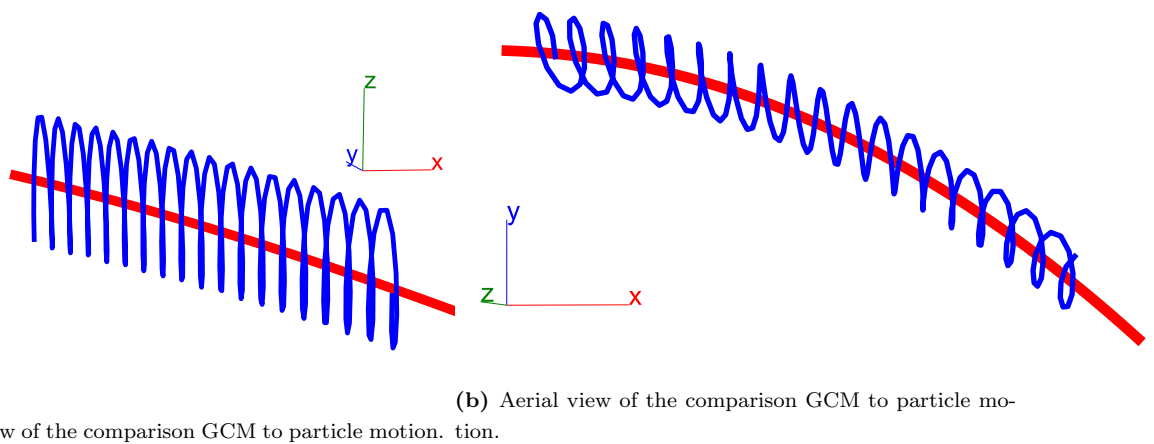 z
y
x
y
z
x
(b) Aerial view of the comparison GCM to particle mo-
w of the comparison GCM to particle motion. tion.